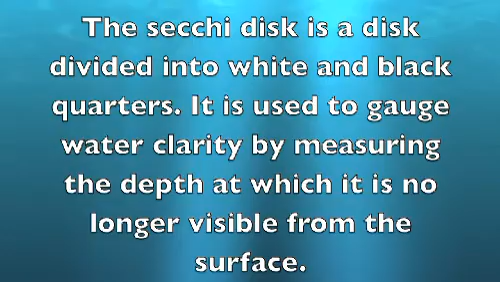 The secchi disk is a disk
divided into white and black
quarters. It is used to gauge
water clarity by measuring
the depth at which it is no
longer visible from the
surface.